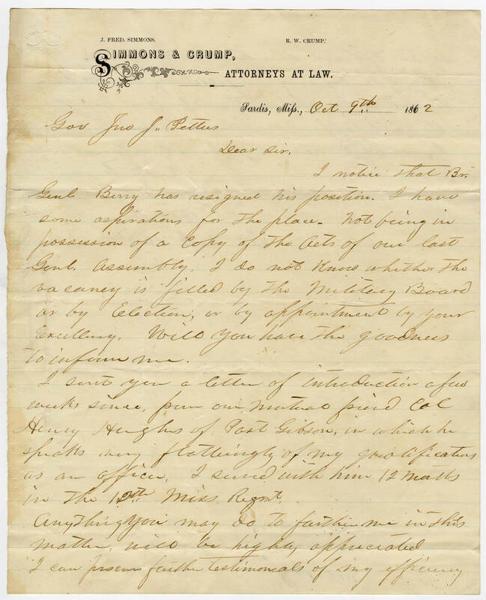 J. FRED. SIMMONS. R. W. CRUMP.
SIMMONS & CRUMP,
ATTORNEYS AT LAW.
Sardis, Miss., Oct 9th 1862
Gov Jno J. Pettus
Dear Sir,
I notice that Br.
Genl Berry has resigned his position. I have
some aspirations for the place. Not being in
possession of a Copy of the Acts of our last
Genl. Assembly, I do not Know whether the
vacancy is filled by the Military Board
or by Election, or by appointment by your
Excellency. Will you have the goodness
to inform me.
I sent you a letter of introduction a few
weeks since, from our mutual friend Col
Henry Hughes of Port Gibson, in which he
speaks very flatteringly of my qualifications
as an officer, I served with him 12 Months
in the 12th Miss Regnt.
Anything you may do to further me in this
matter, will be highly appreciated
I can present further testimonials of my efficiency